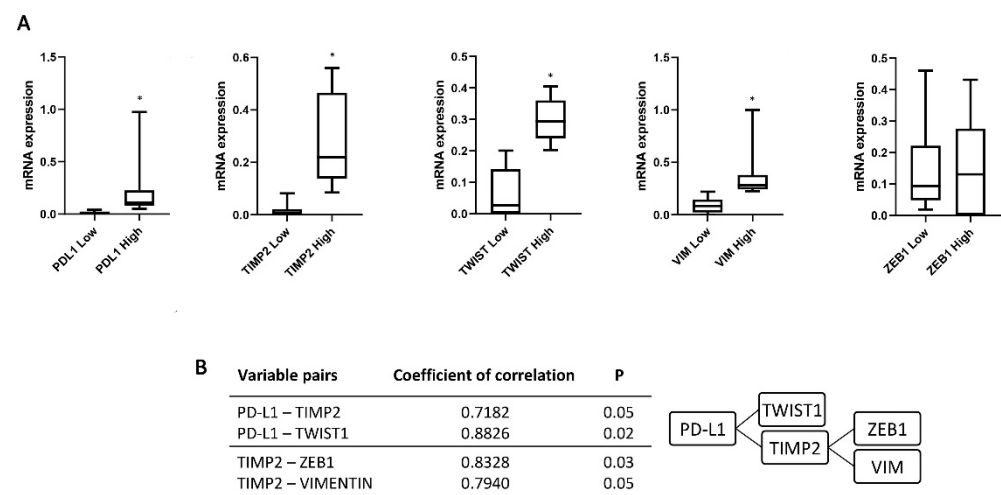 A
mRNA expression
1.5
1.0
0.5
0.0
*
PDL1 Low
PDL1 High
mRNA expression
0.6
0.4
0.2
0.0
*
TIMP2 Low
TIMP2 High
mRNA expression
0.5
0.4
0.3
0.2
0.1
0.0
*
TWIST Low
TWIST High
mRNA expression
1.5
1.0
0.5
0.0
*
VIM Low
VIM High
mRNA expression
0.5
0.4
0.3
0.2
0.1
0.0
ZEB1 Low
ZEB1 High
B
Variable pairs Coefficient of correlation P
PD-L1 – TIMP2 0.7182 0.05
PD-L1 – TWIST1 0.8826 0.02
TIMP2 – ZEB1 0.8328 0.03
TIMP2 – VIMENTIN 0.7940 0.05
PD-L1
TWIST1
TIMP2
ZEB1
VIM